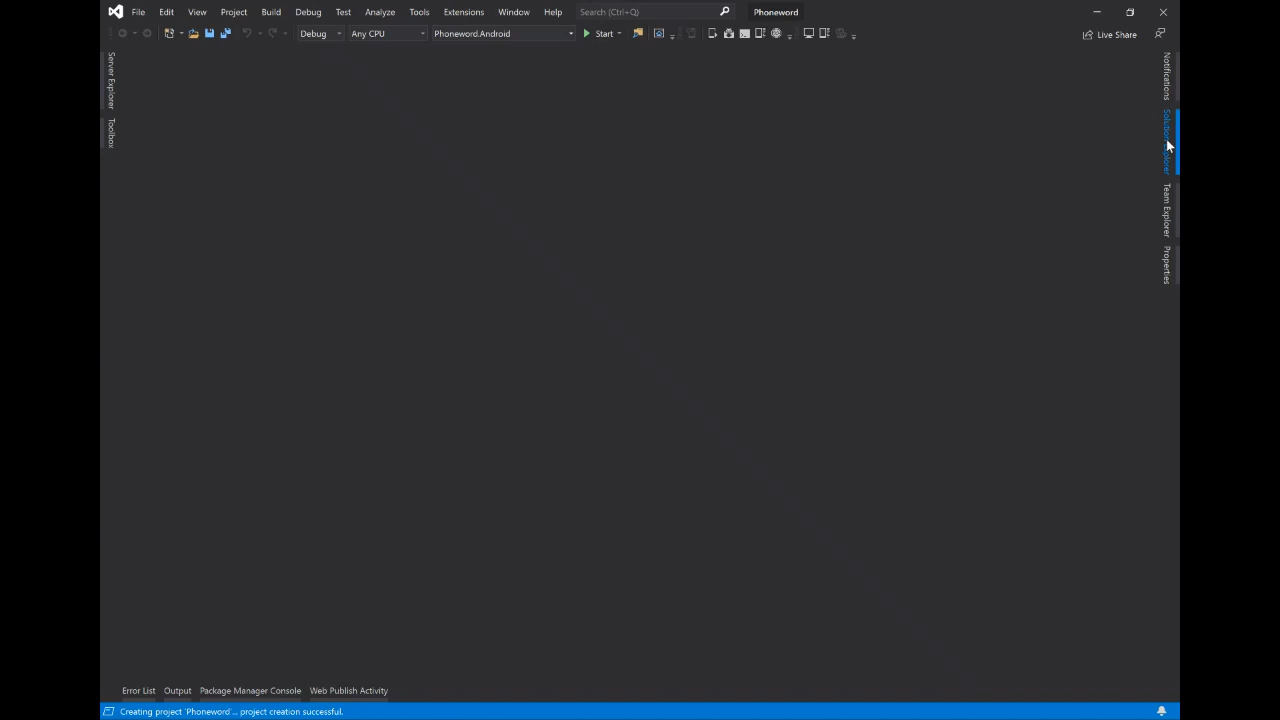 File Edit View Project Build Debug Test Analyze Tools Extensions Window Help Search (Ctrl+Q) Phoneword
Debug Any CPU Phoneword.Android Start Live Share
Server Explorer
Toolbox
Notifications
Solution Explorer
Team Explorer
Properties
Error List Output Package Manager Console Web Publish Activity
Creating project 'Phoneword'... project creation successful.